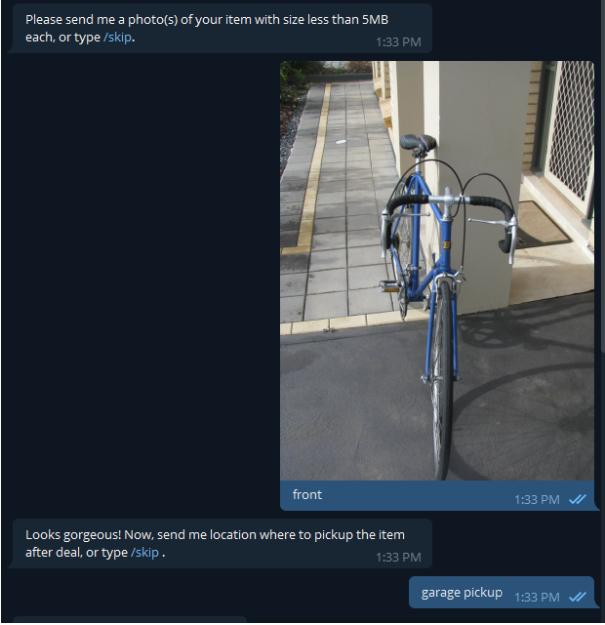 Please send me a photo(s) of your item with size less than 5MB
each, or type /skip.
1:33 PM
front
1:33 PM
Looks gorgeous! Now, send me location where to pickup the item
after deal, or type /skip .
1:33 PM
garage pickup
1:33 PM